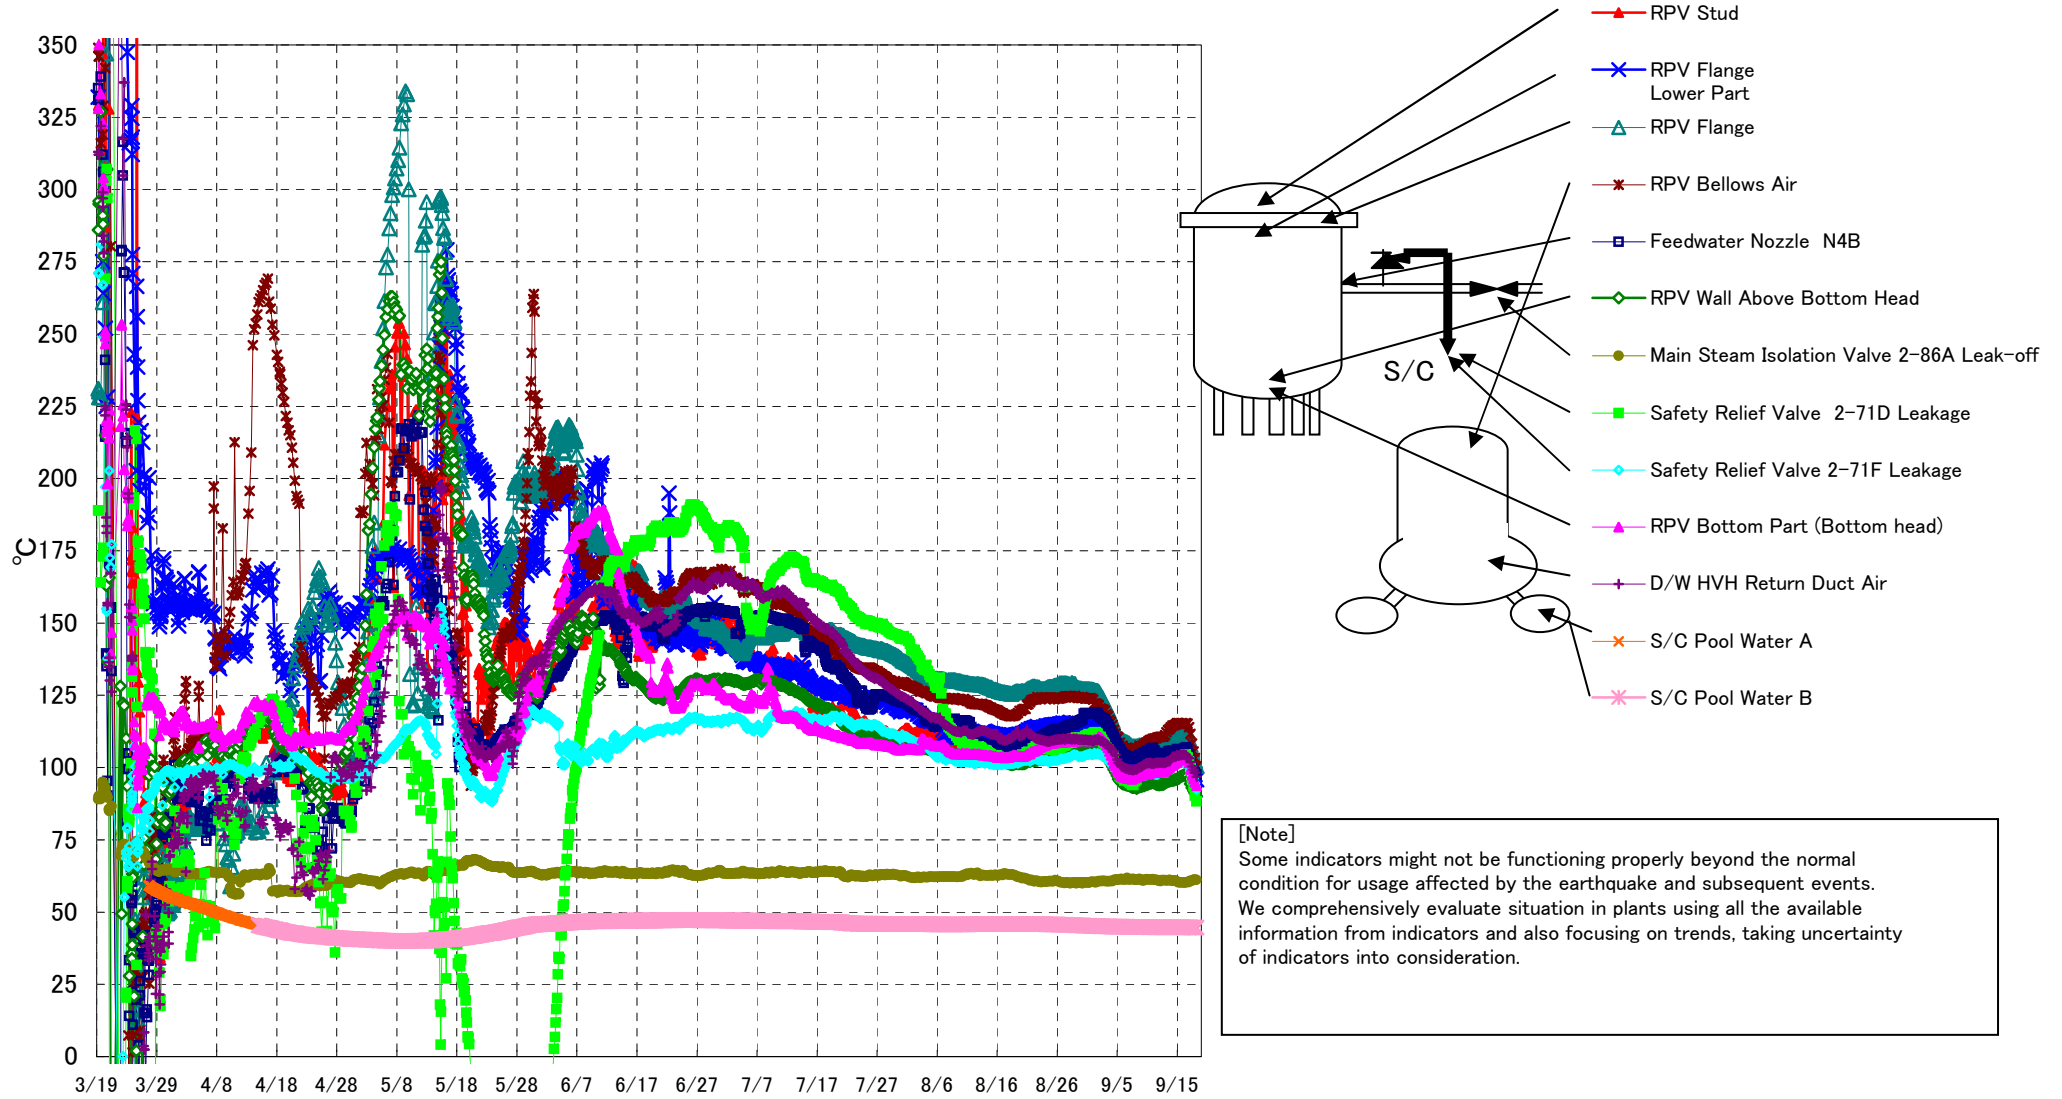 350
325
300
275
250
225
200
175
150
125
100
75
50
25
0
℃
3/19 3/29 4/8 4/18 4/28 5/8 5/18 5/28 6/7 6/17 6/27 7/7 7/17 7/27 8/6 8/16 8/26 9/5 9/15
RPV Stud
RPV Flange
Lower Part
RPV Flange
RPV Bellows Air
Feedwater Nozzle N4B
RPV Wall Above Bottom Head
Main Steam Isolation Valve 2-86A Leak-off
Safety Relief Valve 2-71D Leakage
Safety Relief Valve 2-71F Leakage
RPV Bottom Part (Bottom head)
D/W HVH Return Duct Air
S/C Pool Water A
S/C Pool Water B
S/C
[Note]
Some indicators might not be functioning properly beyond the normal
condition for usage affected by the earthquake and subsequent events.
We comprehensively evaluate situation in plants using all the available
information from indicators and also focusing on trends, taking uncertainty
of indicators into consideration.